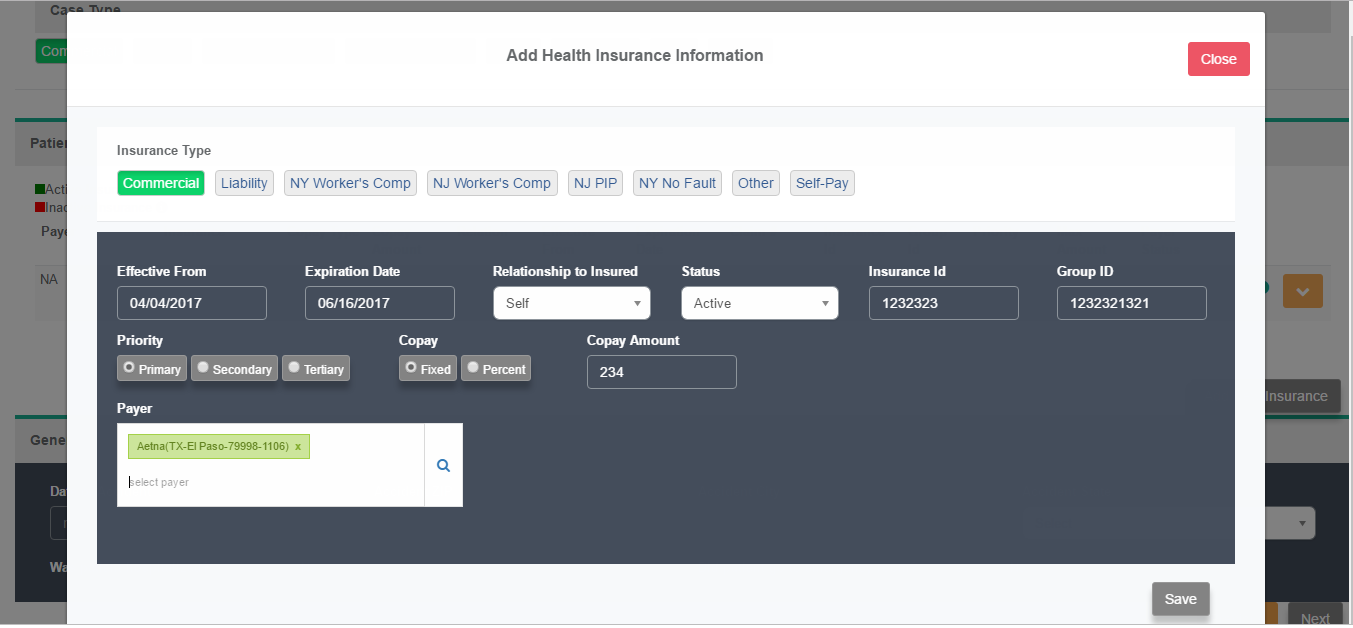 Case Type
Add Health Insurance Information
Close
Com
Insurance Type
Commercial Liability NY Worker's Comp NJ Worker's Comp NJ PIP NY No Fault Other Self-Pay
Patien
Acti
Inac
Paye
NA
Effective From Expiration Date Relationship to Insured Status Insurance Id Group ID
04/04/2017 06/16/2017 Self Active 1232323 1232321321
Priority Copay Copay Amount
Primary Secondary Tertiary Fixed Percent 234
Insurance
Payer
Gene
Aetna(TX-El Paso-79998-1106) x
select payer
Da
Wa
Save
Next